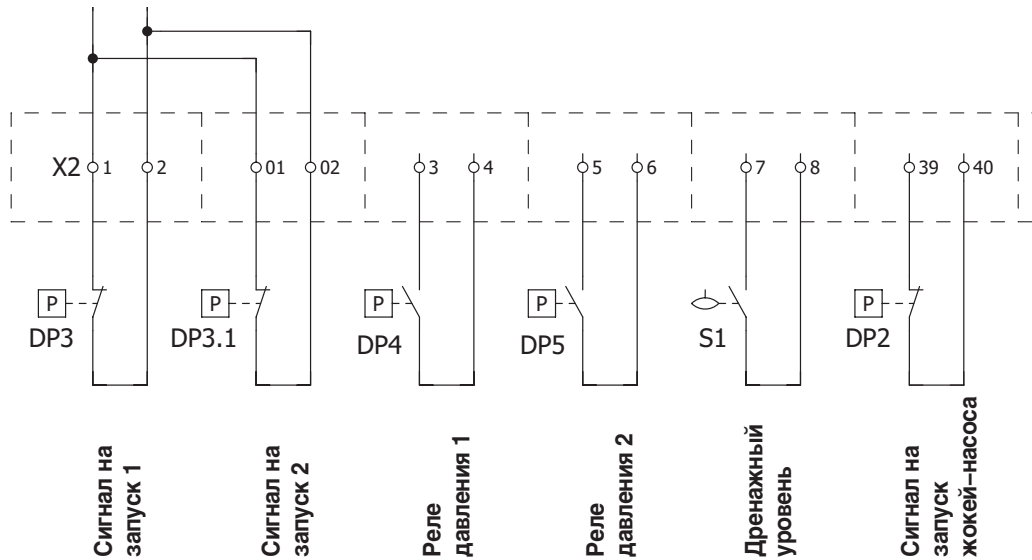 X2 1 2 01 02 3 4 5 6 7 8 39 40
P P P P P
DP3 DP3.1 DP4 DP5 S1 DP2
Сигнал на
запуск 1
Сигнал на
запуск 2
Реле
давления 1
Реле
давления 2
Дренажный
уровень
Сигнал на
запуск
жокей–насоса